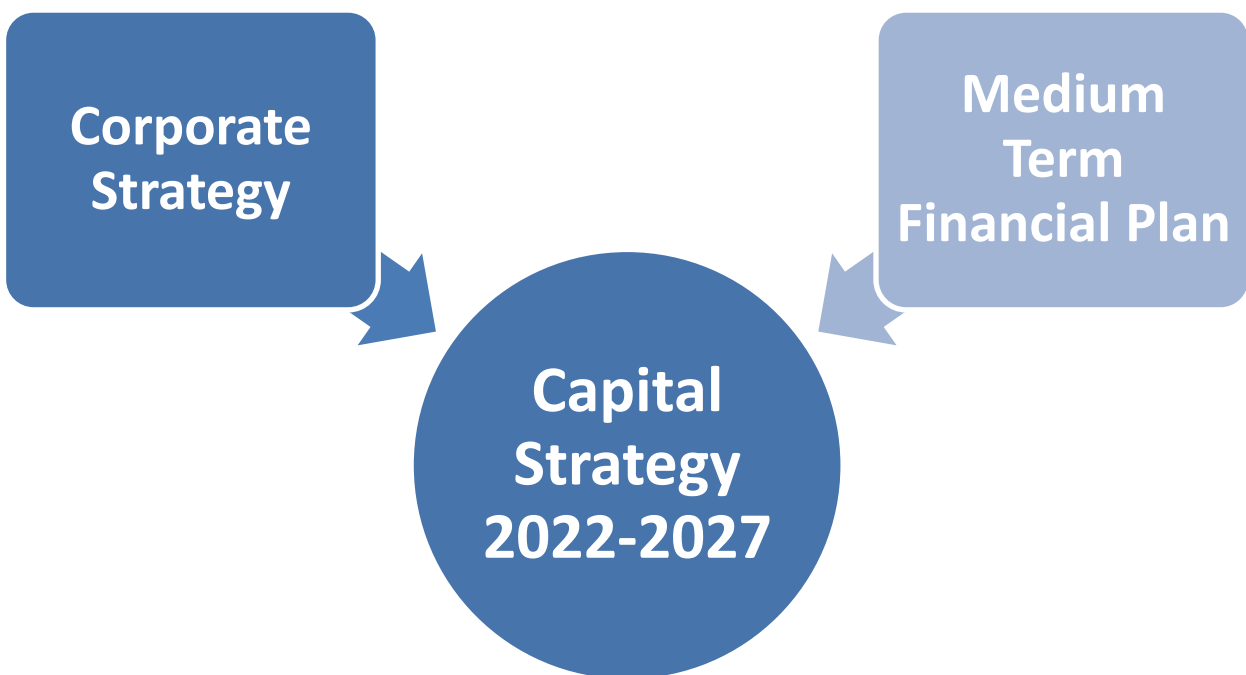 Corporate
Strategy
Medium
Term
Financial Plan
Capital
Strategy
2022-2027